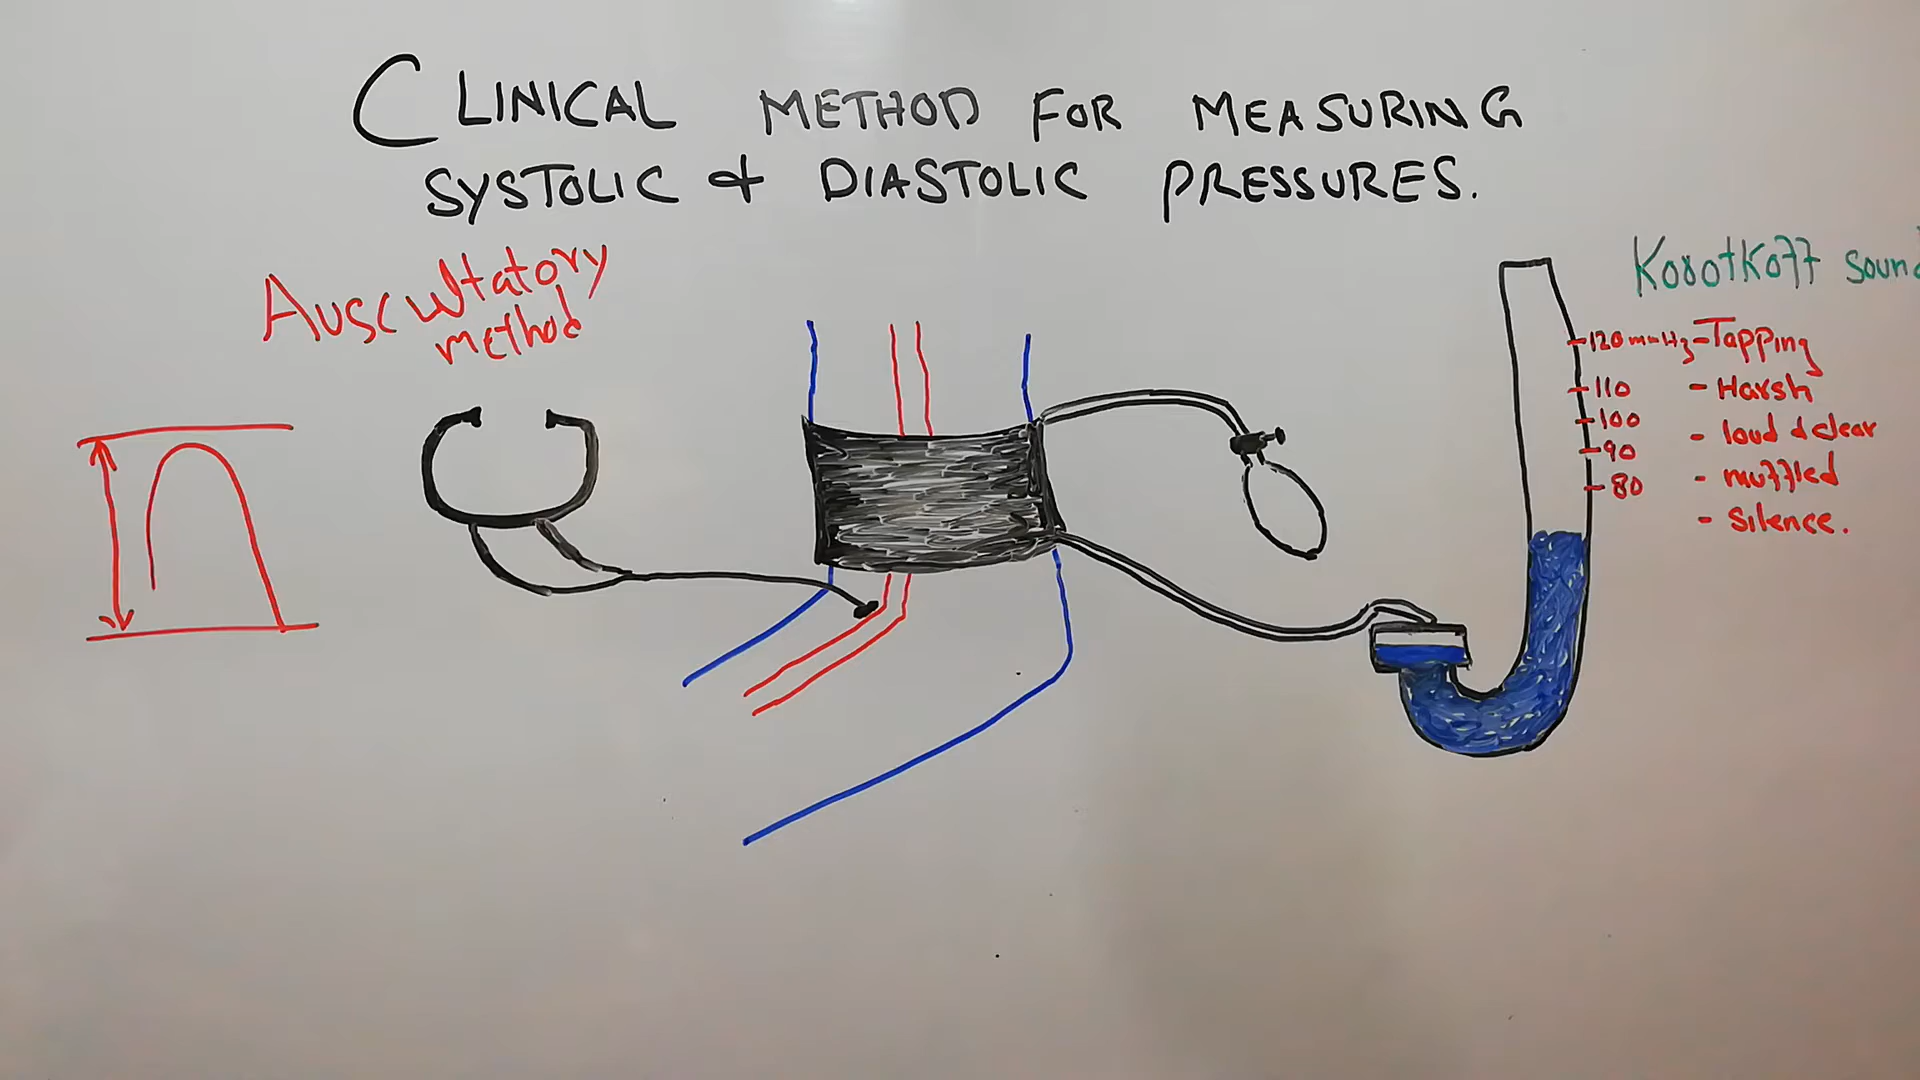 CLINICAL METHOD FOR MEASURING
SYSTOLIC & DIASTOLIC PRESSURES.
Auscultatory
method
Korotkoff sound
120mmHg-Tapping
110 - Harsh
100
- loud & clear
90
80 - muffled
- silence.